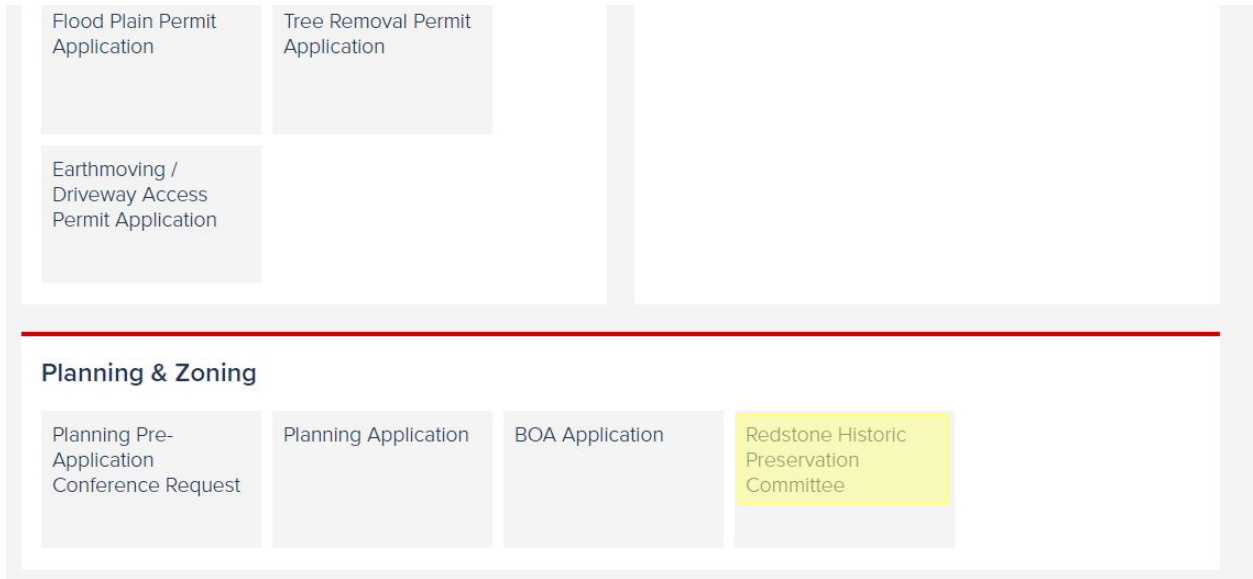 Flood Plain Permit
Application
Tree Removal Permit
Application
Earthmoving /
Driveway Access
Permit Application
Planning & Zoning
Planning Pre-
Application
Conference Request
Planning Application
BOA Application
Redstone Historic
Preservation
Committee